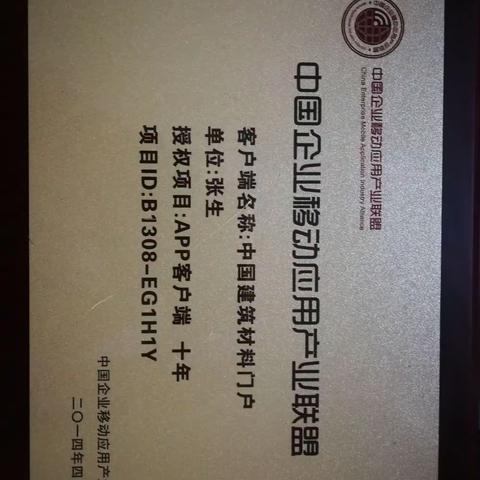 中国企业移动应用产业联盟
China Enterprise Mobile Application Industry Alliance
中国企业移动应用产业联盟
客户端名称:中国建筑材料门户
单位:张生
授权项目:APP客户端 十年
项目ID:B1308-EG1H1Y
中国企业移动应用产
二〇一四年四